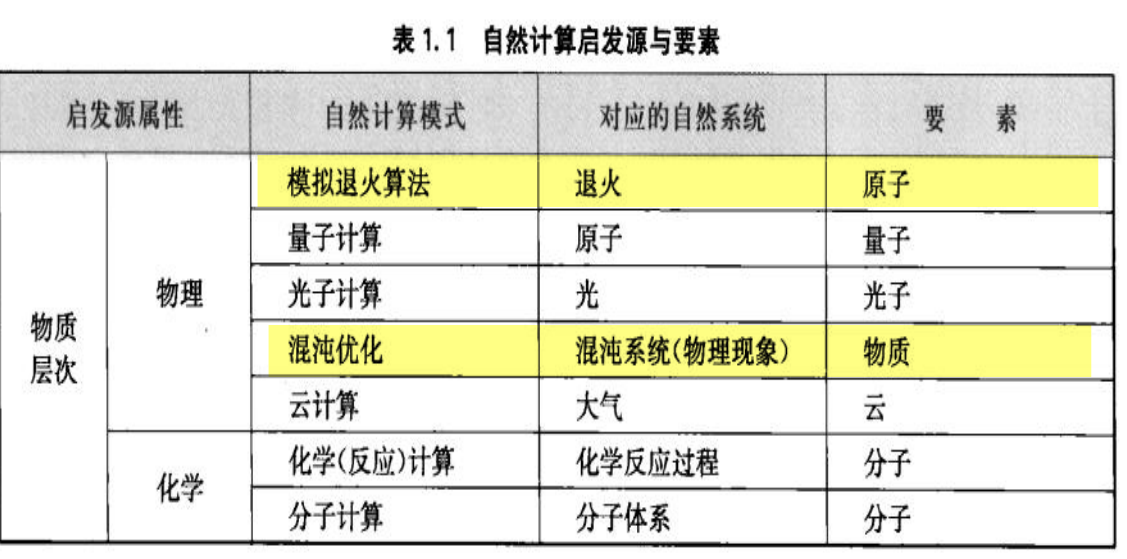 表 1.1 自然计算启发源与要素
启发源属性 自然计算模式 对应的自然系统 要 素
模拟退火算法 退火 原子
量子计算 原子 量子
物理 光子计算 光 光子
物质
层次
混沌优化 混沌系统(物理现象) 物质
云计算 大气 云
化学 化学(反应)计算 化学反应过程 分子
分子计算 分子体系 分子